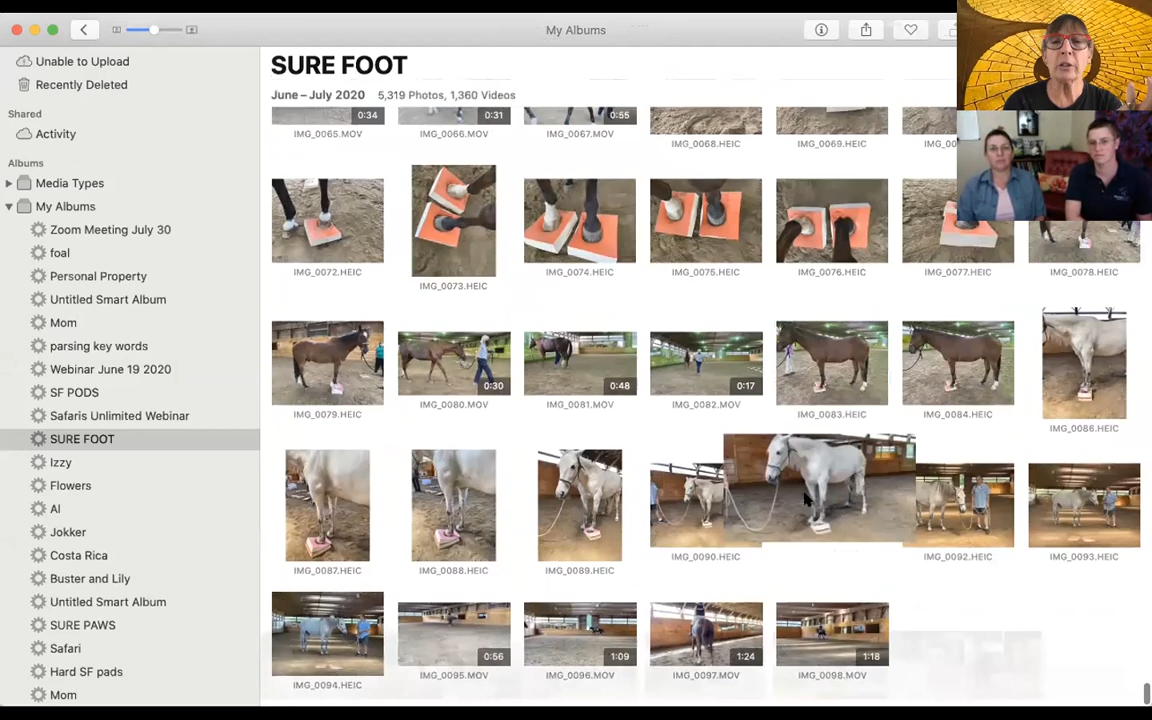 My Albums
Unable to Upload
Recently Deleted
Shared
Activity
Albums
Media Types
My Albums
Zoom Meeting July 30
foal
Personal Property
Untitled Smart Album
Mom
parsing key words
Webinar June 19 2020
SF PODS
Safaris Unlimited Webinar
SURE FOOT
Izzy
Flowers
Al
Jokker
Costa Rica
Buster and Lily
Untitled Smart Album
SURE PAWS
Safari
Hard SF pads
Mom
SURE FOOT
June – July 2020 5,319 Photos, 1,360 Videos
0:34 0:31 0:55
IMG_0065.MOV IMG_0066.MOV IMG_0067.MOV IMG_0068.HEIC IMG_0069.HEIC IMG_00
IMG_0072.HEIC IMG_0073.HEIC IMG_0074.HEIC IMG_0075.HEIC IMG_0076.HEIC IMG_0077.HEIC IMG_0078.HEIC
0:30 0:48 0:17
IMG_0079.HEIC IMG_0080.MOV IMG_0081.MOV IMG_0082.MOV IMG_0083.HEIC IMG_0084.HEIC IMG_0086.HEIC
IMG_0087.HEIC IMG_0088.HEIC IMG_0089.HEIC IMG_0090.HEIC IMG_0092.HEIC IMG_0093.HEIC
0:56 1:09 1:24 1:18
IMG_0094.HEIC IMG_0095.MOV IMG_0096.MOV IMG_0097.MOV IMG_0098.MOV